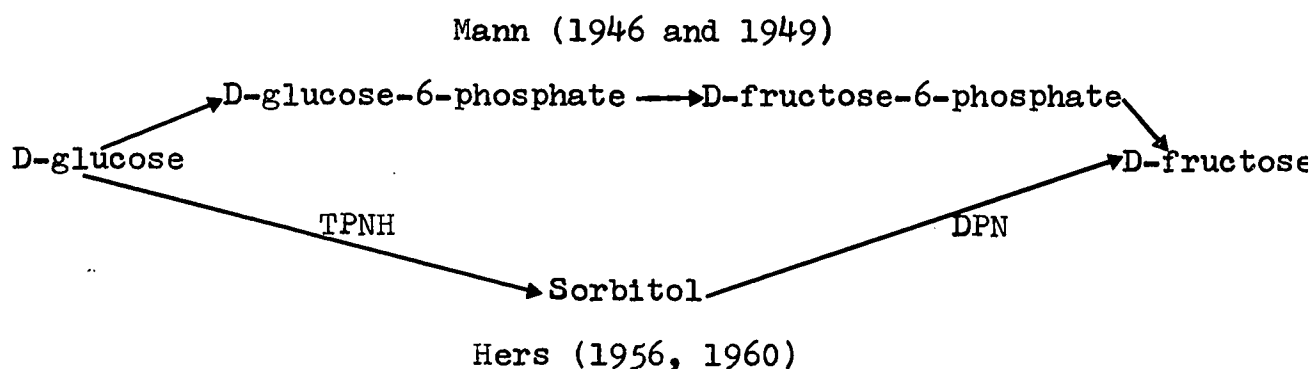 Mann (1946 and 1949)
D-glucose-6-phosphate D-fructose-6-phosphate
D-glucose D-fructose
TPNH DPN
Sorbitol
Hers (1956, 1960)